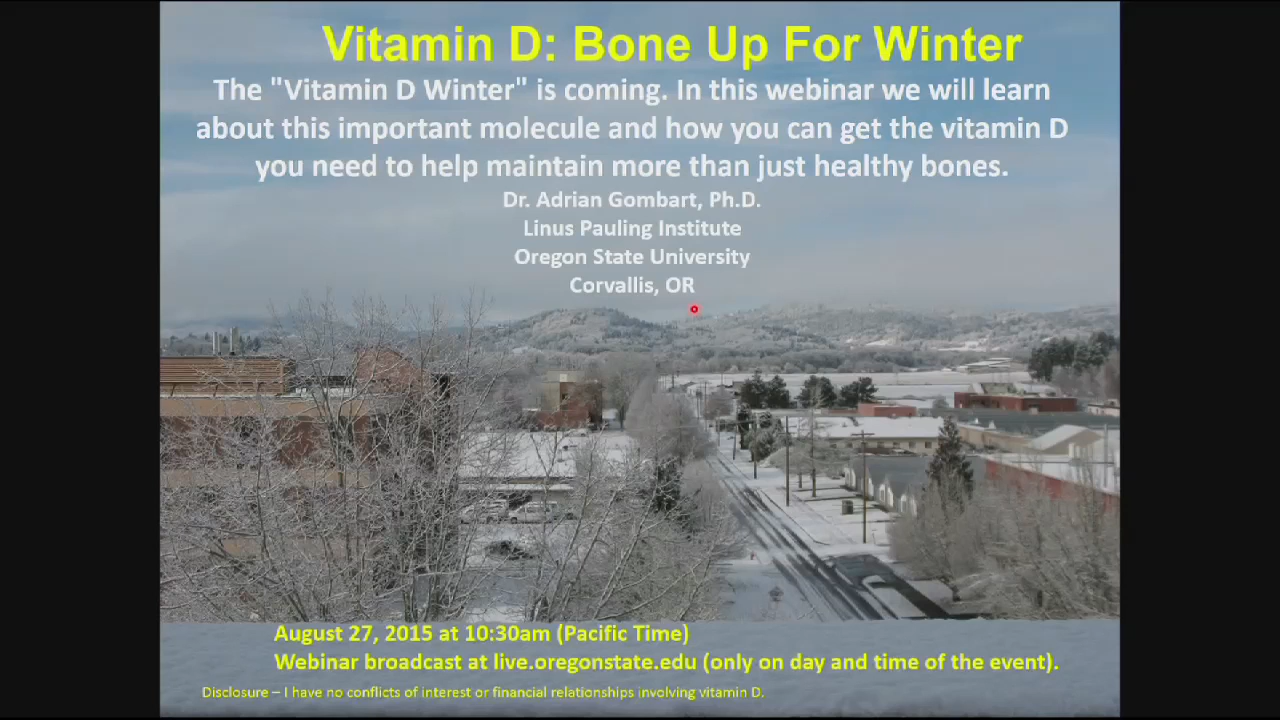 Vitamin D: Bone Up For Winter
The "Vitamin D Winter" is coming. In this webinar we will learn
about this important molecule and how you can get the vitamin D
you need to help maintain more than just healthy bones.
Dr. Adrian Gombart, Ph.D.
Linus Pauling Institute
Oregon State University
Corvallis, OR
August 27, 2015 at 10:30am (Pacific Time)
Webinar broadcast at live.oregonstate.edu (only on day and time of the event).
Disclosure – I have no conflicts of interest or financial relationships involving vitamin D.